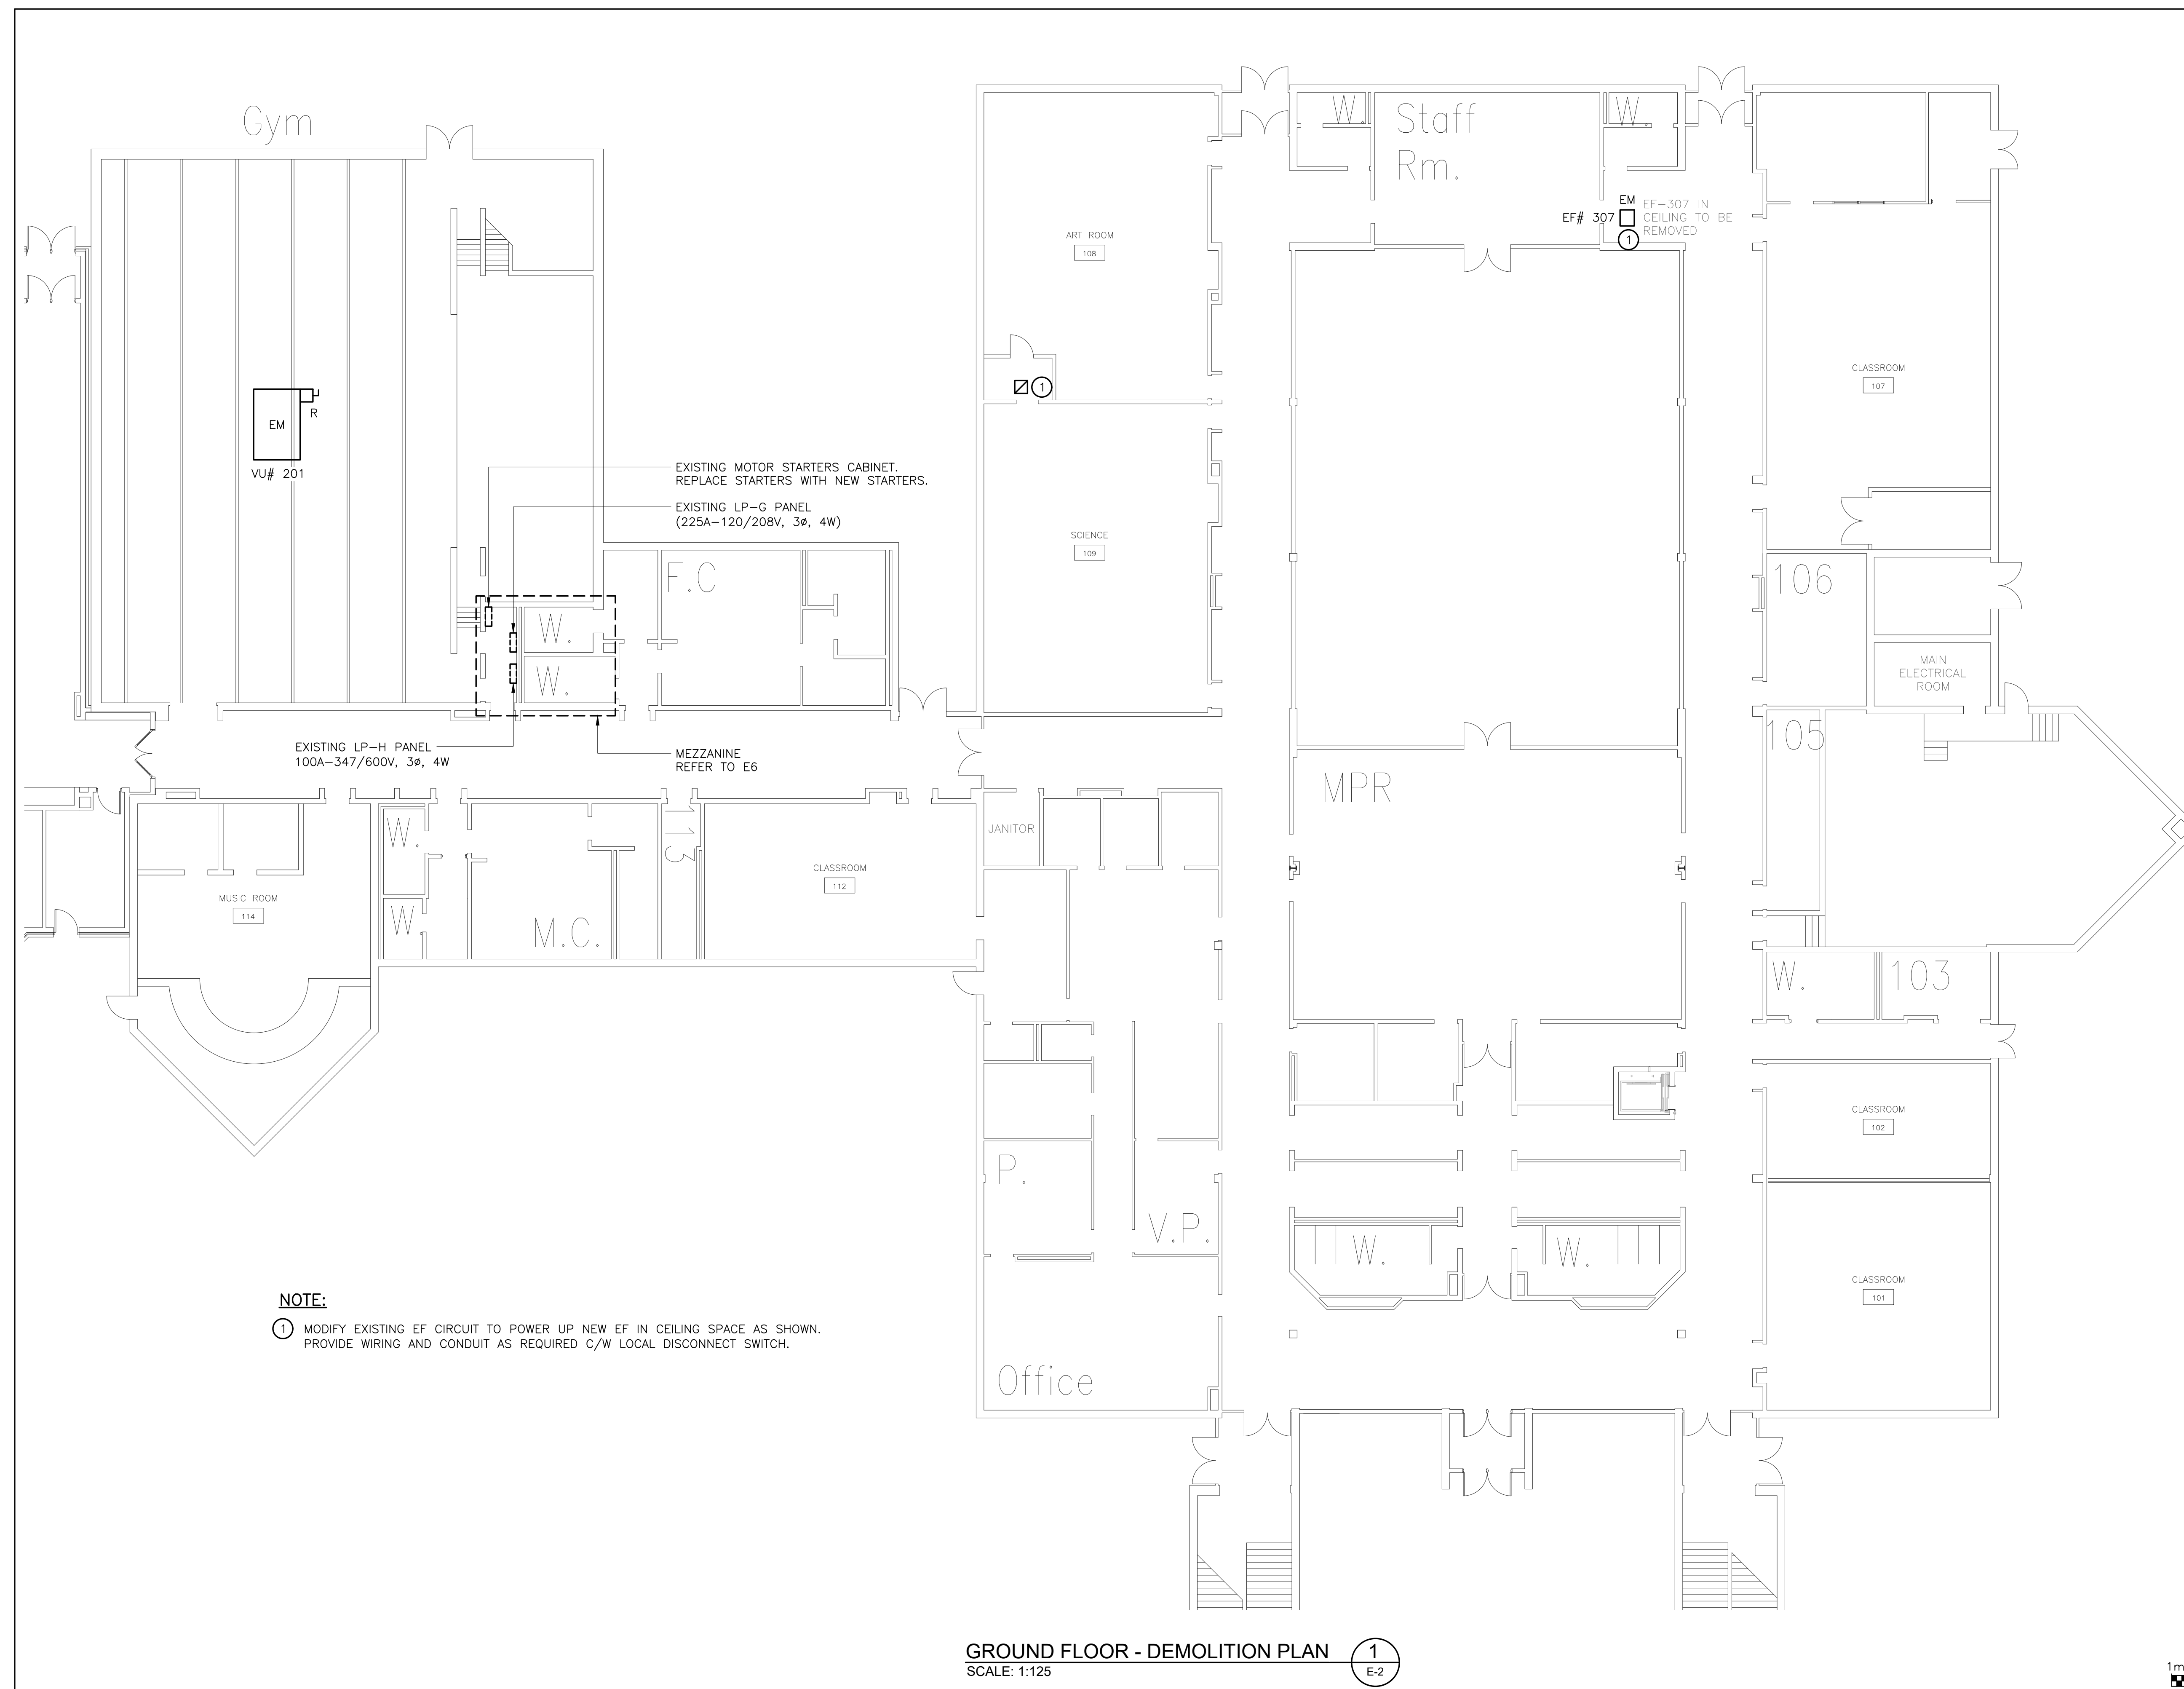 Gym
W.
Staff
Rm.
W.
EM
EF# 307
EF-307 IN
CEILING TO BE
REMOVED
1
ART ROOM
108
1
CLASSROOM
107
EM
R
VU# 201
EXISTING MOTOR STARTERS CABINET.
REPLACE STARTERS WITH NEW STARTERS.
EXISTING LP-G PANEL
(225A-120/208V, 3ø, 4W)
SCIENCE
109
F.C
106
W.
W.
MAIN
ELECTRICAL
ROOM
105
EXISTING LP-H PANEL
100A-347/600V, 3ø, 4W
MEZZANINE
REFER TO E6
MPR
JANITOR
W.
113
CLASSROOM
112
MUSIC ROOM
114
W.
M.C.
W.
103
CLASSROOM
102
P.
V.P.
W.
W.
CLASSROOM
101
Office
NOTE:
1 MODIFY EXISTING EF CIRCUIT TO POWER UP NEW EF IN CEILING SPACE AS SHOWN.
PROVIDE WIRING AND CONDUIT AS REQUIRED C/W LOCAL DISCONNECT SWITCH.
GROUND FLOOR - DEMOLITION PLAN
SCALE: 1:125
1
E-2
1m